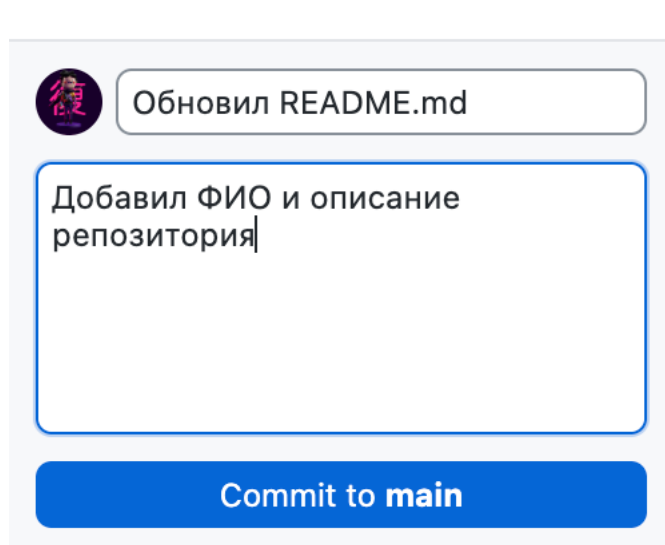 Обновил README.md
Добавил ФИО и описание
репозитория
Commit to main